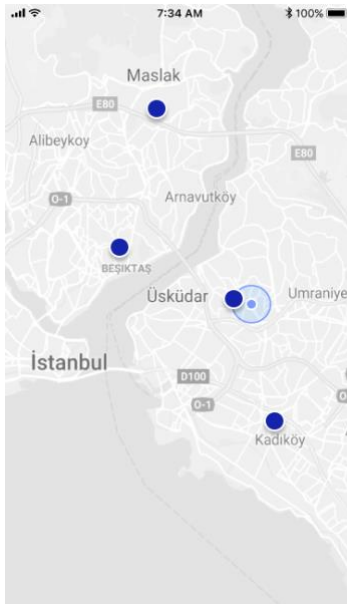 7:34 AM
100%
Maslak
E80
Alibeykoy
E80
O-1
Arnavutköy
BEŞIKTAŞ
Üsküdar
Umraniye
İstanbul
D100
O-1
Kadıköy